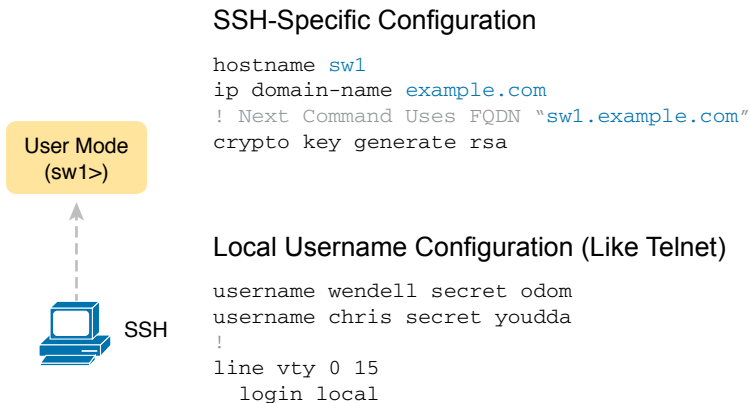 SSH-Specific Configuration
hostname sw1
ip domain-name example.com
! Next Command Uses FQDN “sw1.example.com”
crypto key generate rsa
User Mode
(sw1>)
SSH
Local Username Configuration (Like Telnet)
username wendell secret odom
username chris secret youdda
!
line vty 0 15
  login local